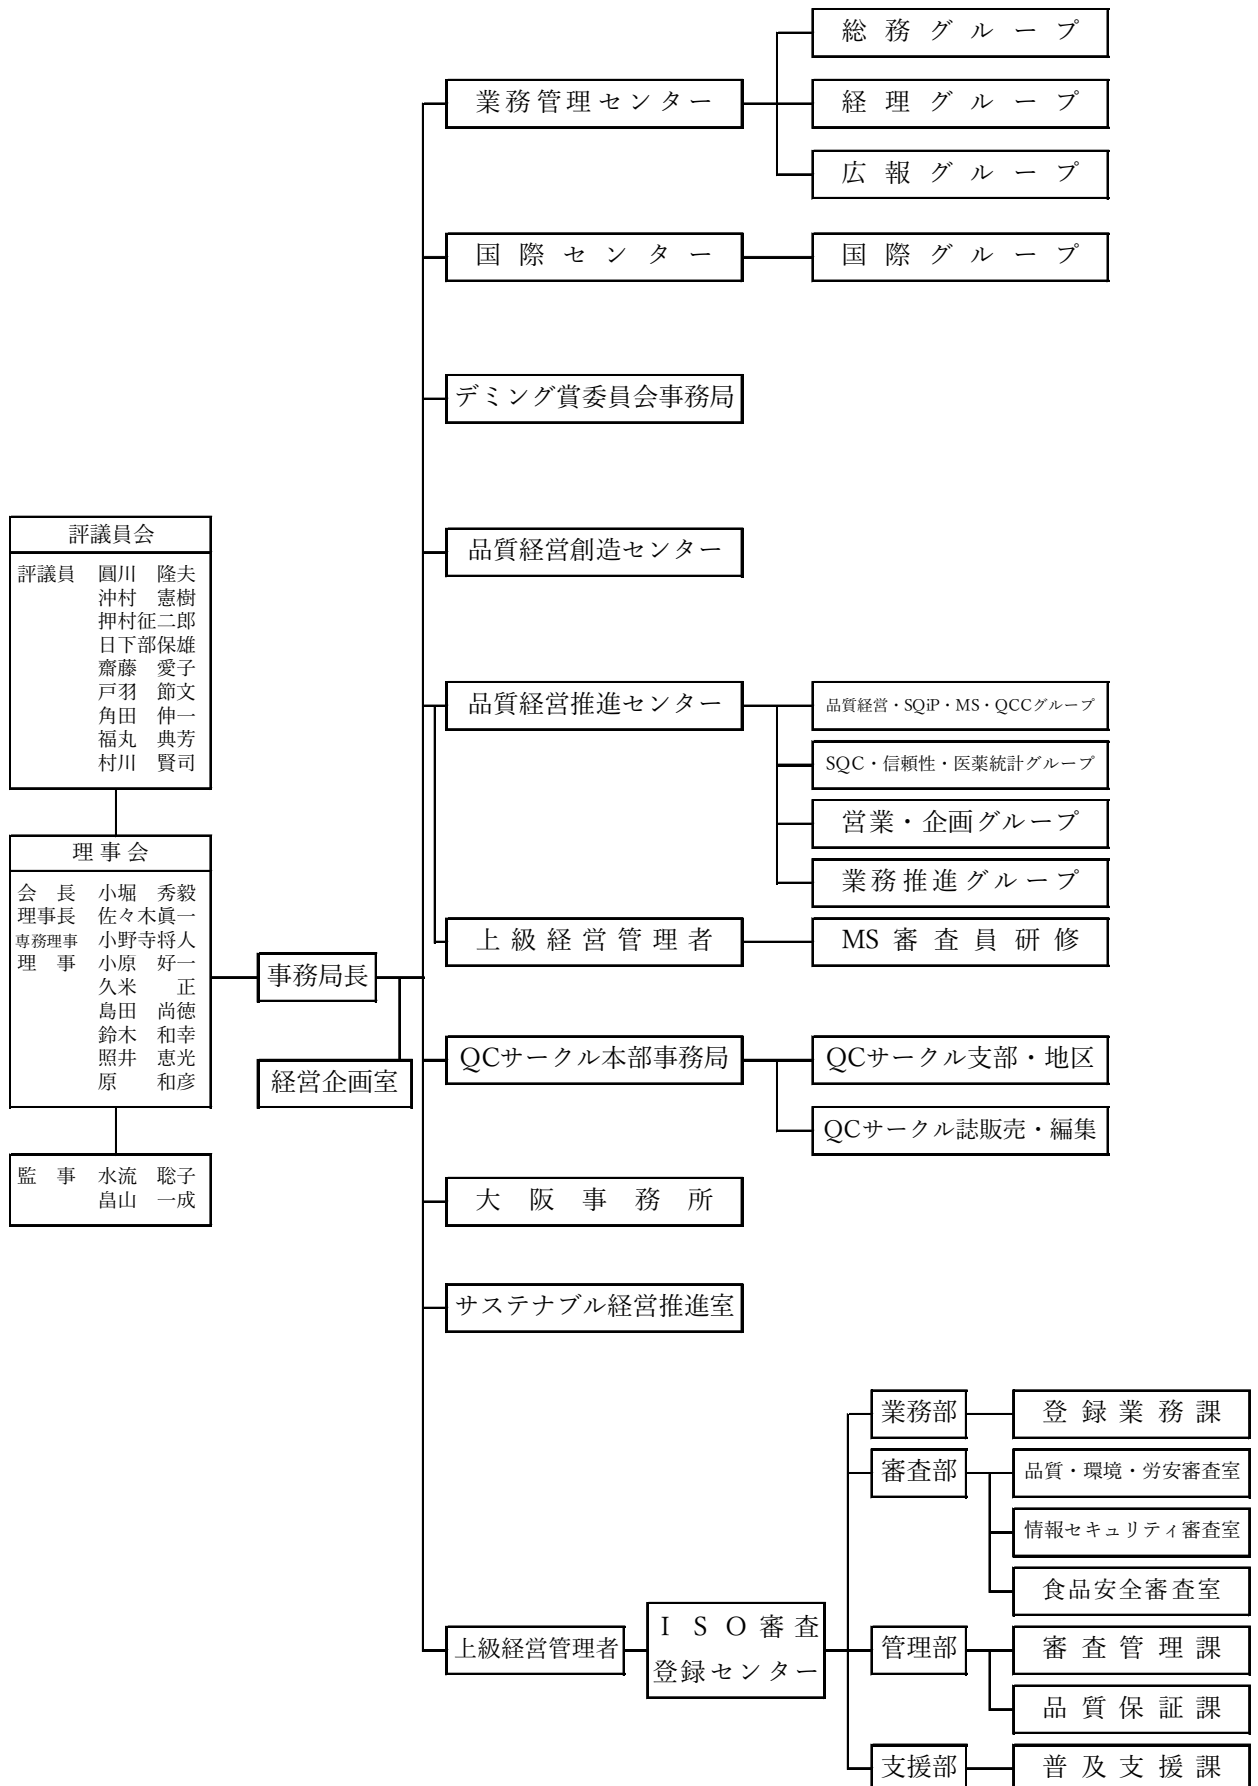 評議員会
評議員 圓川 隆夫
沖村 憲樹
押村征二郎
日下部保雄
齋藤 愛子
戸羽 節文
角田 伸一
福丸 典芳
村川 賢司
理事会
会長 小堀 秀毅
理事長 佐々木眞一
専務理事 小野寺将人
理事 小原 好一
久米 正
島田 尚徳
鈴木 和幸
照井 恵光
原 和彦
監事 水流 聡子
畠山 一成
事務局長
経営企画室
業務管理センター
総務グループ
経理グループ
広報グループ
国際センター
国際グループ
デミング賞委員会事務局
品質経営創造センター
品質経営推進センター
品質経営・SQiP・MS・QCCグループ
SQC・信頼性・医薬統計グループ
営業・企画グループ
業務推進グループ
上級経営管理者
MS審査員研修
QCサークル本部事務局
QCサークル支部・地区
QCサークル誌販売・編集
大阪事務所
サステナブル経営推進室
上級経営管理者
ISO審査
登録センター
業務部
登録業務課
審査部
品質・環境・労安審査室
情報セキュリティ審査室
食品安全審査室
管理部
審査管理課
品質保証課
支援部
普及支援課